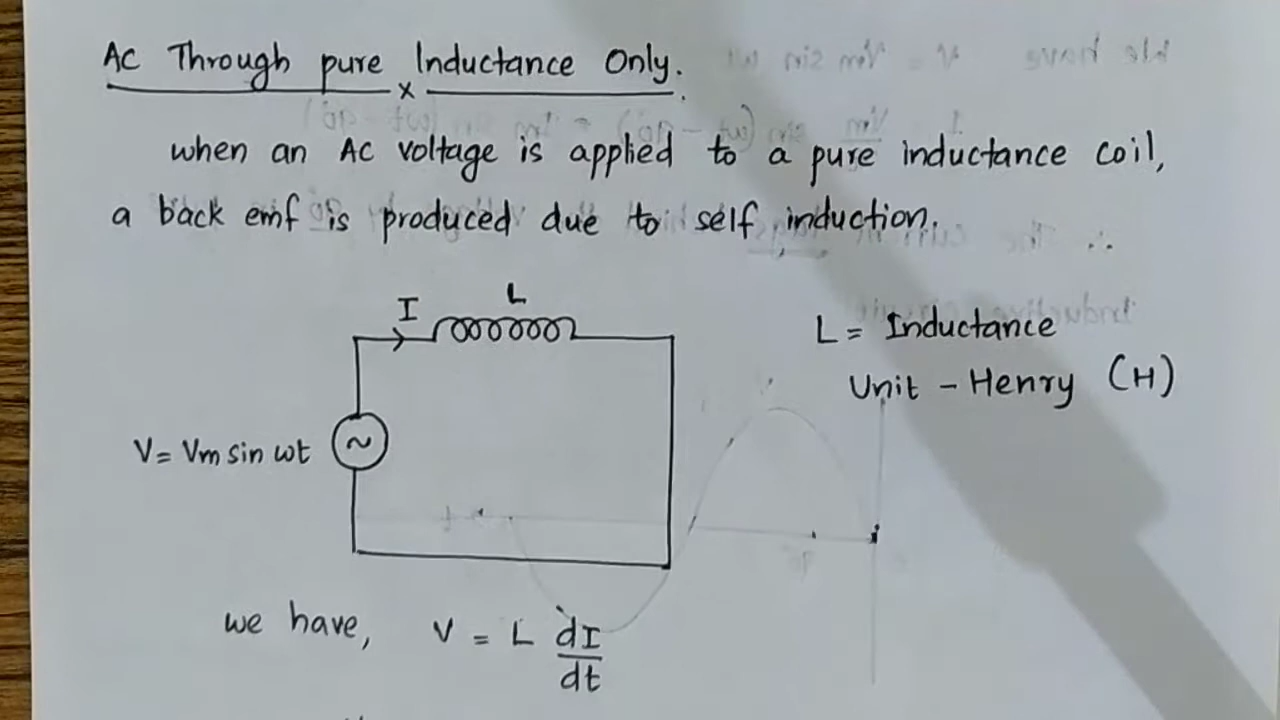 AC Through pure Inductance Only.
x
when an AC voltage is applied to a pure inductance coil,
a back emf is produced due to self induction.
I
L
L = Inductance
Unit - Henry (H)
V = Vm sin ωt
~
we have, V = L dI/dt